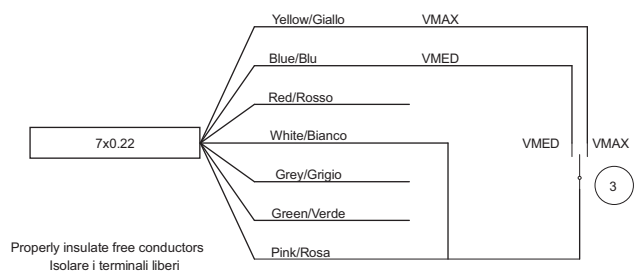 Yellow/Giallo VMAX
Blue/Blu VMED
Red/Rosso
White/Bianco
7x0.22
VMED VMAX
Grey/Grigio
3
Green/Verde
Pink/Rosa
Properly insulate free conductors
Isolare i terminali liberi